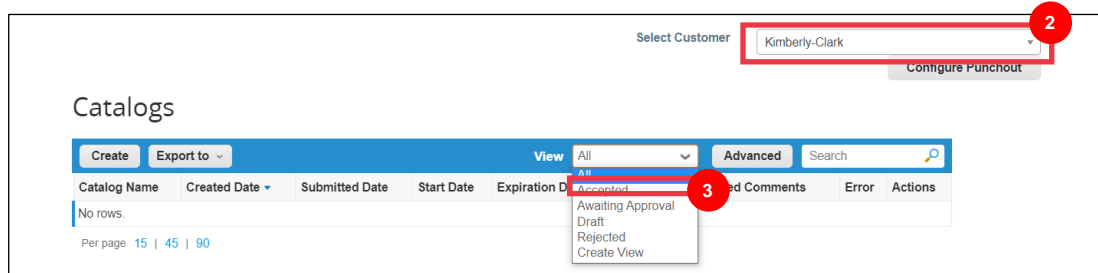 2
Select Customer Kimberly-Clark
Configure Punchout
Catalogs
Create Export to View All Advanced Search
Catalog Name Created Date Submitted Date Start Date Expiration D ed Comments Error Actions
All
Accepted
3
No rows.
Awaiting Approval
Draft
Rejected
Create View
Per page 15 | 45 | 90